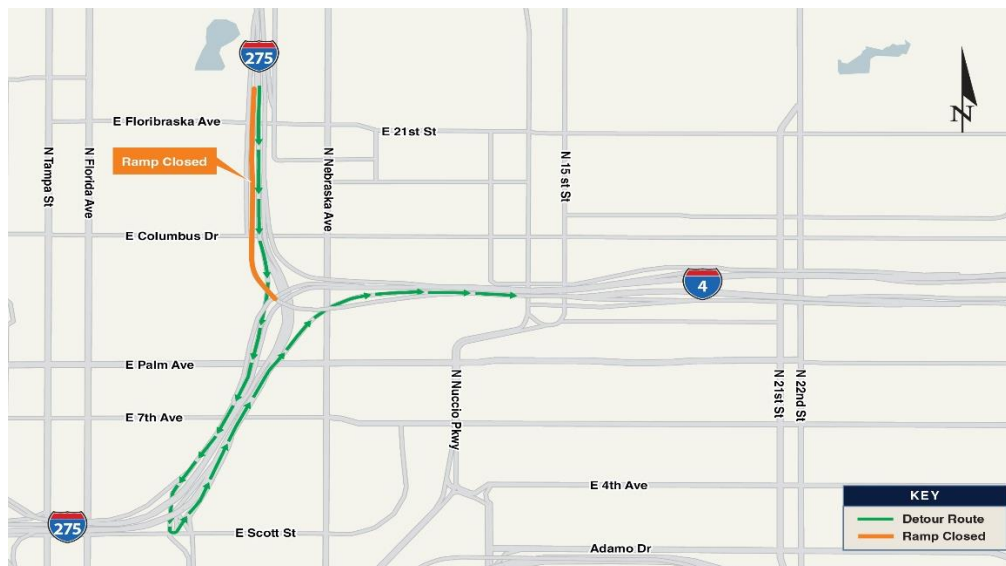 275
E Floribraska Ave
E 21st St
N
Ramp Closed
N Tampa St
N Florida Ave
N Nebraska Ave
N 15 st St
E Columbus Dr
4
E Palm Ave
N Nuccio Pkwy
N 21st St
N 22nd St
E 7th Ave
E 4th Ave
KEY
Detour Route
Ramp Closed
275
E Scott St
Adamo Dr